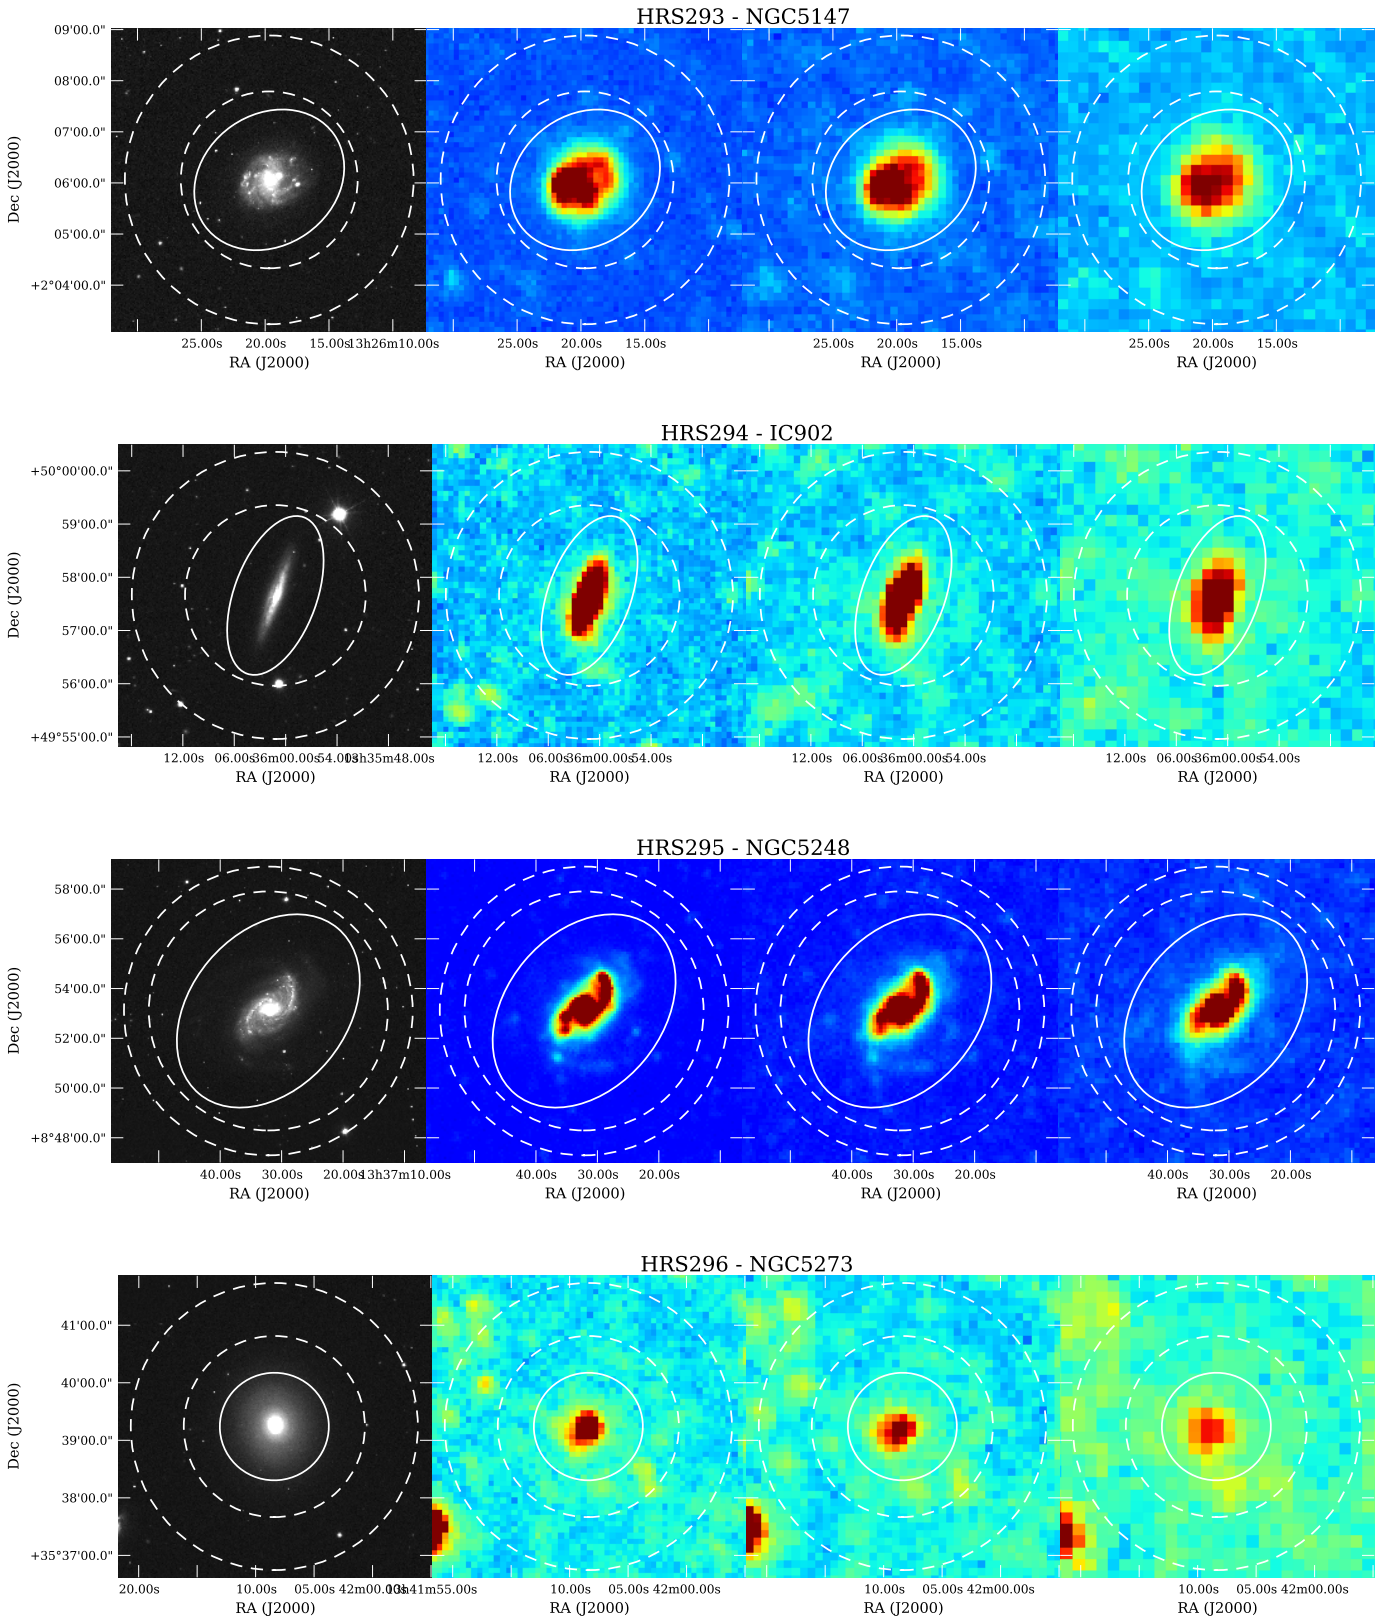 HRS293 - NGC5147
09'00.0"
08'00.0"
07'00.0"
06'00.0"
05'00.0"
+2°04'00.0"
Dec (J2000)
25.00s 20.00s 15.00s 13h26m10.00s 25.00s 20.00s 15.00s 25.00s 20.00s 15.00s 25.00s 20.00s 15.00s
RA (J2000) RA (J2000) RA (J2000) RA (J2000)
HRS294 - IC902
+50°00'00.0"
59'00.0"
58'00.0"
57'00.0"
56'00.0"
+49°55'00.0"
Dec (J2000)
12.00s 06.00s 36m00.00s 54.00s 13h35m48.00s 12.00s 06.00s 36m00.00s 54.00s 12.00s 06.00s 36m00.00s 54.00s 12.00s 06.00s 36m00.00s 54.00s
RA (J2000) RA (J2000) RA (J2000) RA (J2000)
HRS295 - NGC5248
58'00.0"
56'00.0"
54'00.0"
52'00.0"
50'00.0"
+8°48'00.0"
Dec (J2000)
40.00s 30.00s 20.00s 13h37m10.00s 40.00s 30.00s 20.00s 40.00s 30.00s 20.00s 40.00s 30.00s 20.00s
RA (J2000) RA (J2000) RA (J2000) RA (J2000)
HRS296 - NGC5273
41'00.0"
40'00.0"
39'00.0"
38'00.0"
+35°37'00.0"
Dec (J2000)
20.00s 10.00s 05.00s 42m00.00s 13h41m55.00s 10.00s 05.00s 42m00.00s 10.00s 05.00s 42m00.00s 10.00s 05.00s 42m00.00s
RA (J2000) RA (J2000) RA (J2000) RA (J2000)